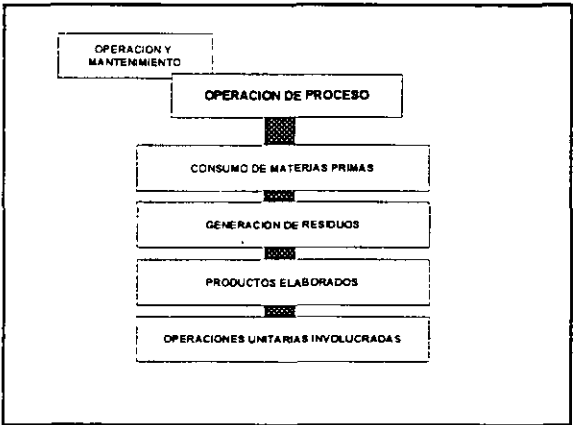 OPERACION Y
MANTENIMIENTO
OPERACION DE PROCESO
CONSUMO DE MATERIAS PRIMAS
GENERACION DE RESIDUOS
PRODUCTOS ELABORADOS
OPERACIONES UNITARIAS INVOLUCRADAS